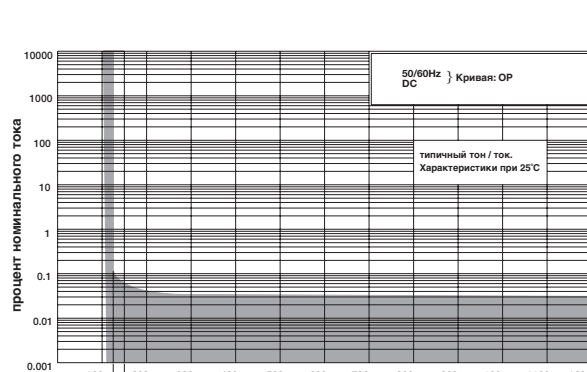 10000
50/60Hz
DC
} Кривая: OP
1000
100
типичный тон / ток.
Характеристики при 25°C
10
1
0.1
0.01
0.001
процент номинального тока